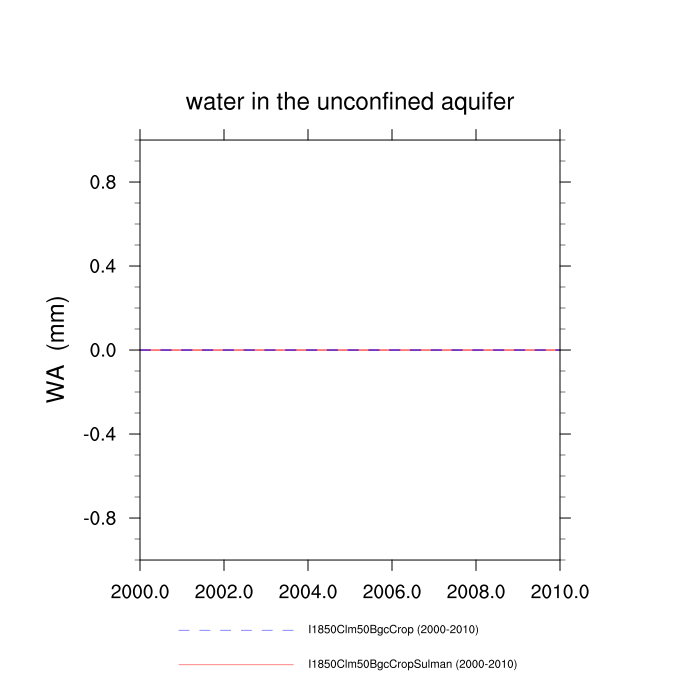 water in the unconfined aquifer
WA (mm)
0.8
0.4
0.0
-0.4
-0.8
2000.0 2002.0 2004.0 2006.0 2008.0 2010.0
I1850Clm50BgcCrop (2000-2010)
I1850Clm50BgcCropSulman (2000-2010)